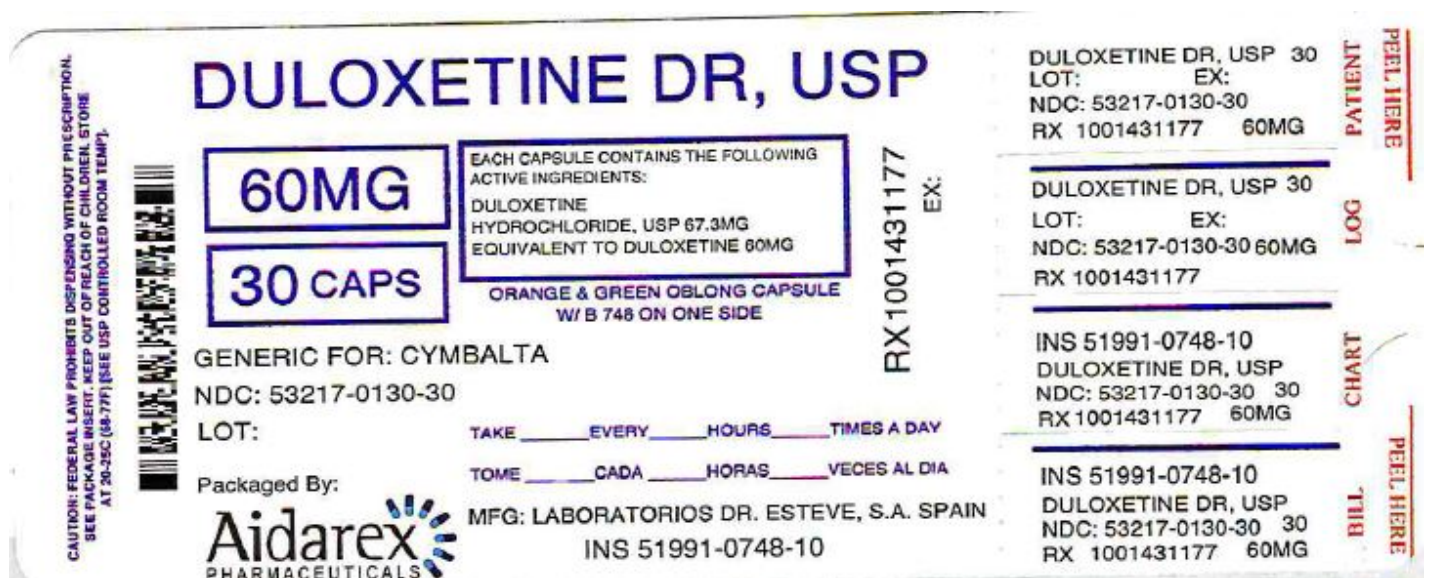 CAUTION: FEDERAL LAW PROHIBITS DISPENSING WITHOUT PRESCRIPTION.
SEE PACKAGE INSERT. KEEP OUT OF REACH OF CHILDREN. STORE
AT 20-25C (68-77F) [SEE USP CONTROLLED ROOM TEMP].
DULOXETINE DR, USP
60MG
30 CAPS
EACH CAPSULE CONTAINS THE FOLLOWING
ACTIVE INGREDIENTS:
DULOXETINE
HYDROCHLORIDE, USP 67.3MG
EQUIVALENT TO DULOXETINE 60MG
ORANGE & GREEN OBLONG CAPSULE
W/ B 748 ON ONE SIDE
GENERIC FOR: CYMBALTA
NDC: 53217-0130-30
LOT:
RX1001431177
EX:
TAKE ______EVERY_____HOURS_____TIMES A DAY
TOME ______CADA _____HORAS_____VECES AL DIA
Packaged By:
Aidarex
PHARMACEUTICALS
MFG: LABORATORIOS DR. ESTEVE, S.A. SPAIN
INS 51991-0748-10
DULOXETINE DR, USP 30
LOT: EX:
NDC: 53217-0130-30
RX 1001431177 60MG
PATIENT
PEEL HERE
DULOXETINE DR, USP 30
LOT: EX:
NDC: 53217-0130-30 60MG
RX 1001431177
LOG
INS 51991-0748-10
DULOXETINE DR, USP
NDC: 53217-0130-30 30
RX 1001431177 60MG
CHART
INS 51991-0748-10
DULOXETINE DR, USP
NDC: 53217-0130-30 30
RX 1001431177 60MG
BILL
PEEL HERE